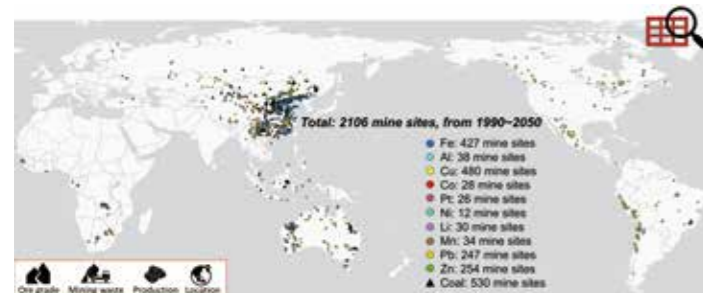 Total: 2106 mine sites, from 1990~2050
Fe: 427 mine sites
Al: 38 mine sites
Cu: 480 mine sites
Co: 28 mine sites
Pt: 26 mine sites
Ni: 12 mine sites
Li: 30 mine sites
Mn: 34 mine sites
Pb: 247 mine sites
Zn: 254 mine sites
Coal: 530 mine sites
Ore grade Mining waste Production Location